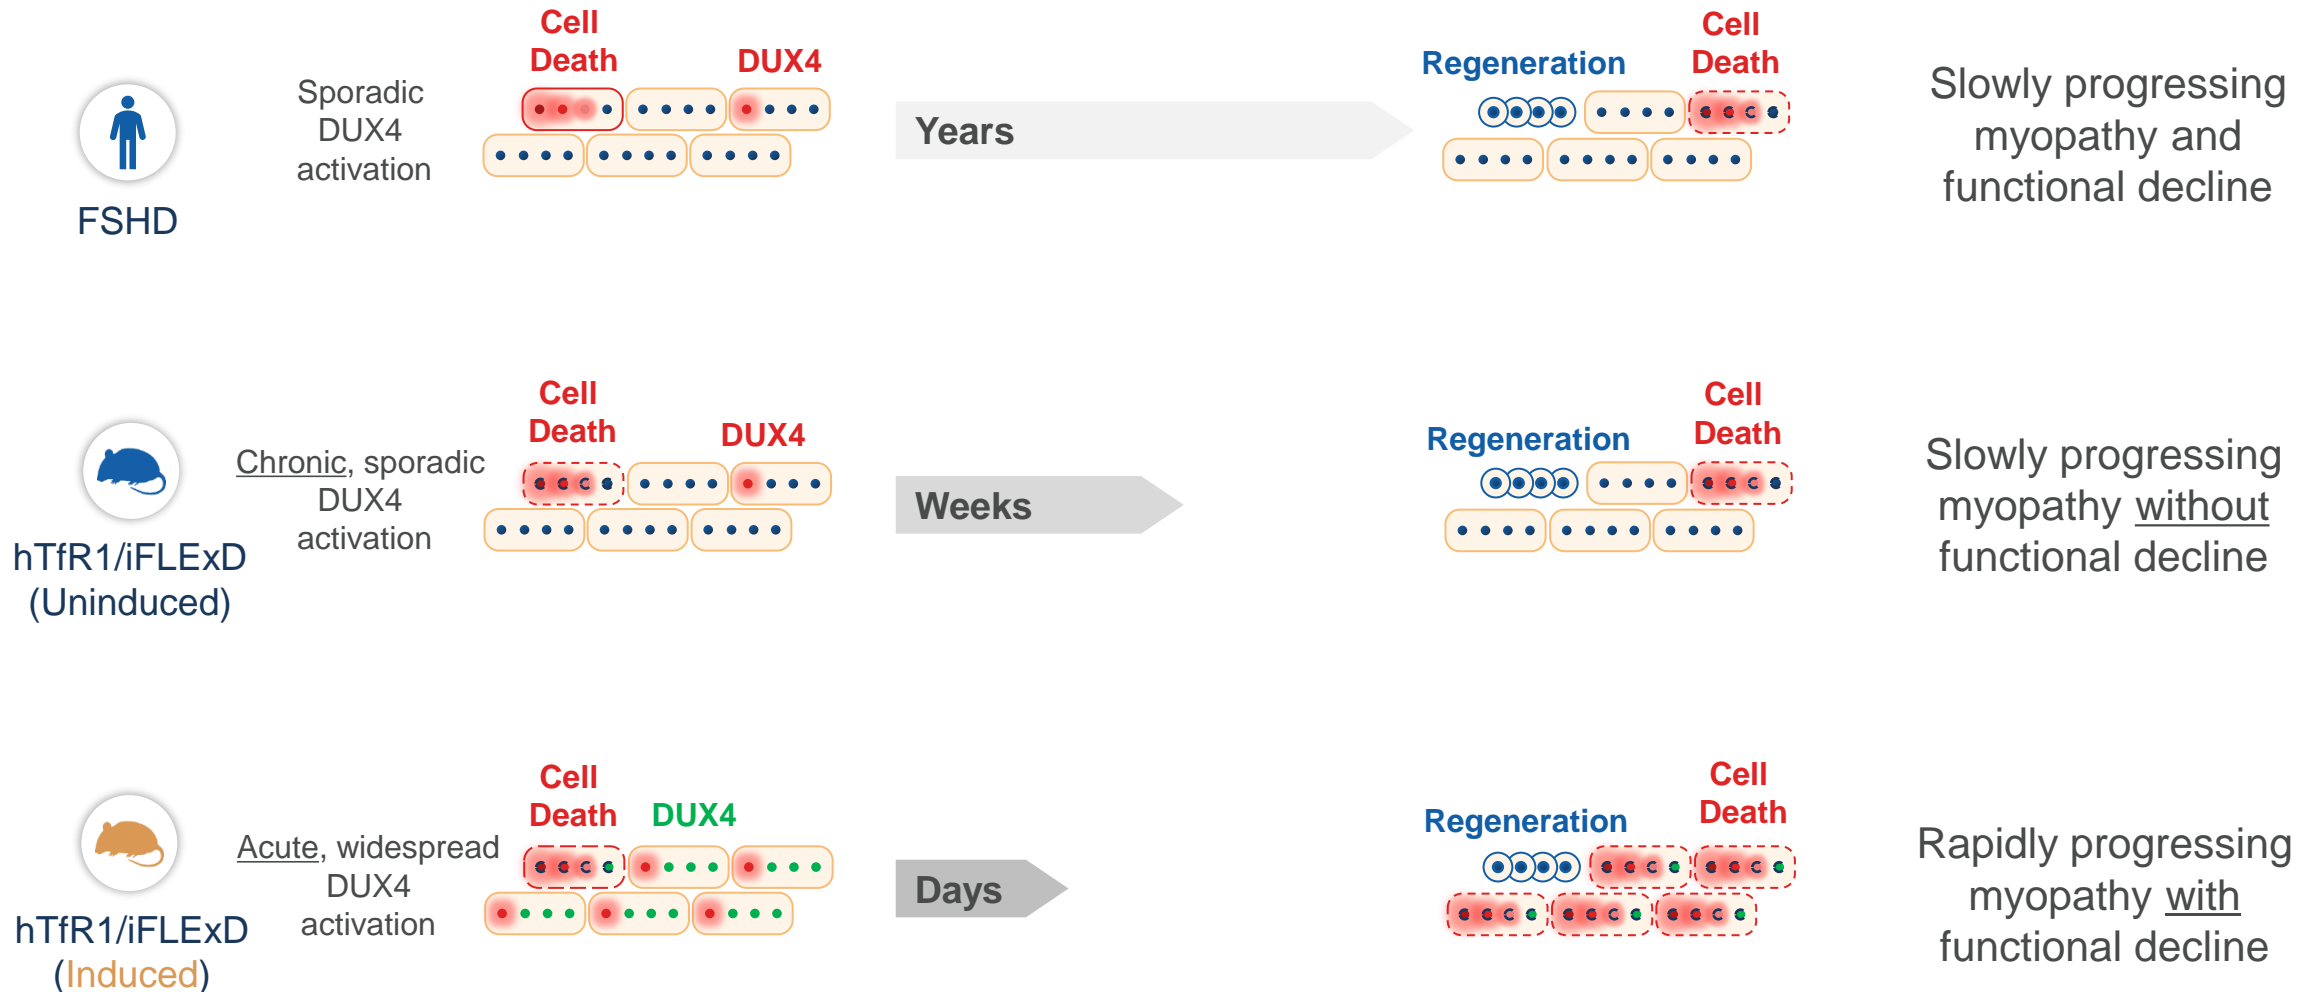 Cell
Death
DUX4
Regeneration
Cell
Death
Sporadic
DUX4
activation
Years
Slowly progressing
myopathy and
functional decline
FSHD
Cell
Death
DUX4
Regeneration
Cell
Death
Chronic, sporadic
DUX4
activation
Weeks
Slowly progressing
myopathy without
functional decline
hTfR1/iFLExD
(Uninduced)
Cell
Death
DUX4
Regeneration
Cell
Death
Acute, widespread
DUX4
activation
Days
Rapidly progressing
myopathy with
functional decline
hTfR1/iFLExD
(Induced)